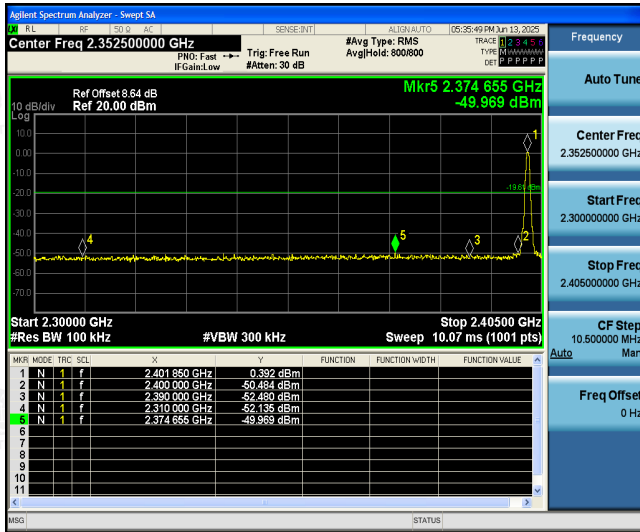 Agilent Spectrum Analyzer - Swept SA
RL RF 50 Ω AC SENSE:INT ALIGN AUTO 05:35:49 PM Jun 13, 2025
Center Freq 2.352500000 GHz
PNO: Fast
IFGain:Low
Trig: Free Run
#Atten: 30 dB
#Avg Type: RMS
Avg|Hold: 800/800
TRACE 1 2 3 4 5 6
TYPE M
DET P P P P P P
Ref Offset 8.64 dB
Ref 20.00 dBm
Mkr5 2.374 655 GHz
-49.969 dBm
10 dB/div
Log
10.0
0.00
-10.0
-20.0
-30.0
-40.0
-50.0
-60.0
-70.0
1
2
3
4
5
Start 2.30000 GHz
Stop 2.40500 GHz
#Res BW 100 kHz
#VBW 300 kHz
Sweep 10.07 ms (1001 pts)
MKR MODE TRC SCL X Y FUNCTION FUNCTION WIDTH FUNCTION VALUE
1 N 1 f 2.401 850 GHz 0.392 dBm
2 N 1 f 2.400 000 GHz -50.484 dBm
3 N 1 f 2.390 000 GHz -52.480 dBm
4 N 1 f 2.310 000 GHz -52.135 dBm
5 N 1 f 2.374 655 GHz -49.969 dBm
6
7
8
9
10
11
MSG
STATUS
Frequency
Auto Tune
Center Freq
2.352500000 GHz
Start Freq
2.300000000 GHz
Stop Freq
2.405000000 GHz
CF Step
10.500000 MHz
Auto Man
Freq Offset
0 Hz